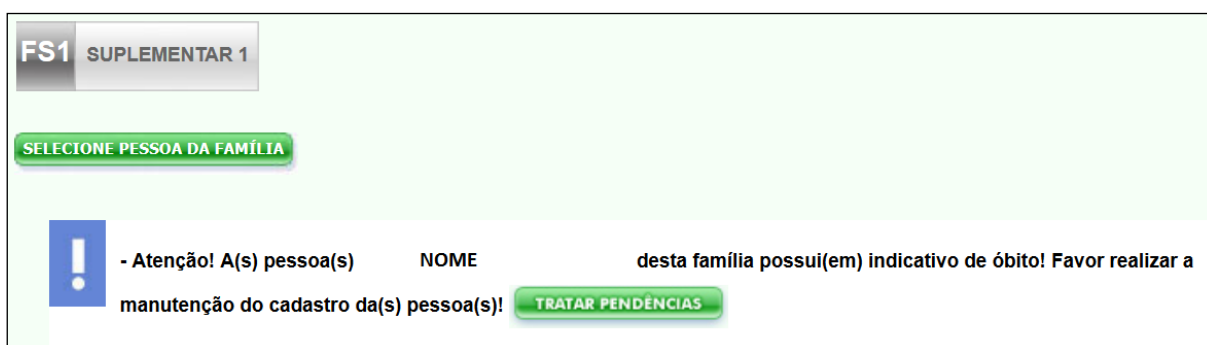 FS1 SUPLEMENTAR 1
SELECIONE PESSOA DA FAMÍLIA
- Atenção! A(s) pessoa(s) NOME desta família possui(em) indicativo de óbito! Favor realizar a
manutenção do cadastro da(s) pessoa(s)! TRATAR PENDÊNCIAS